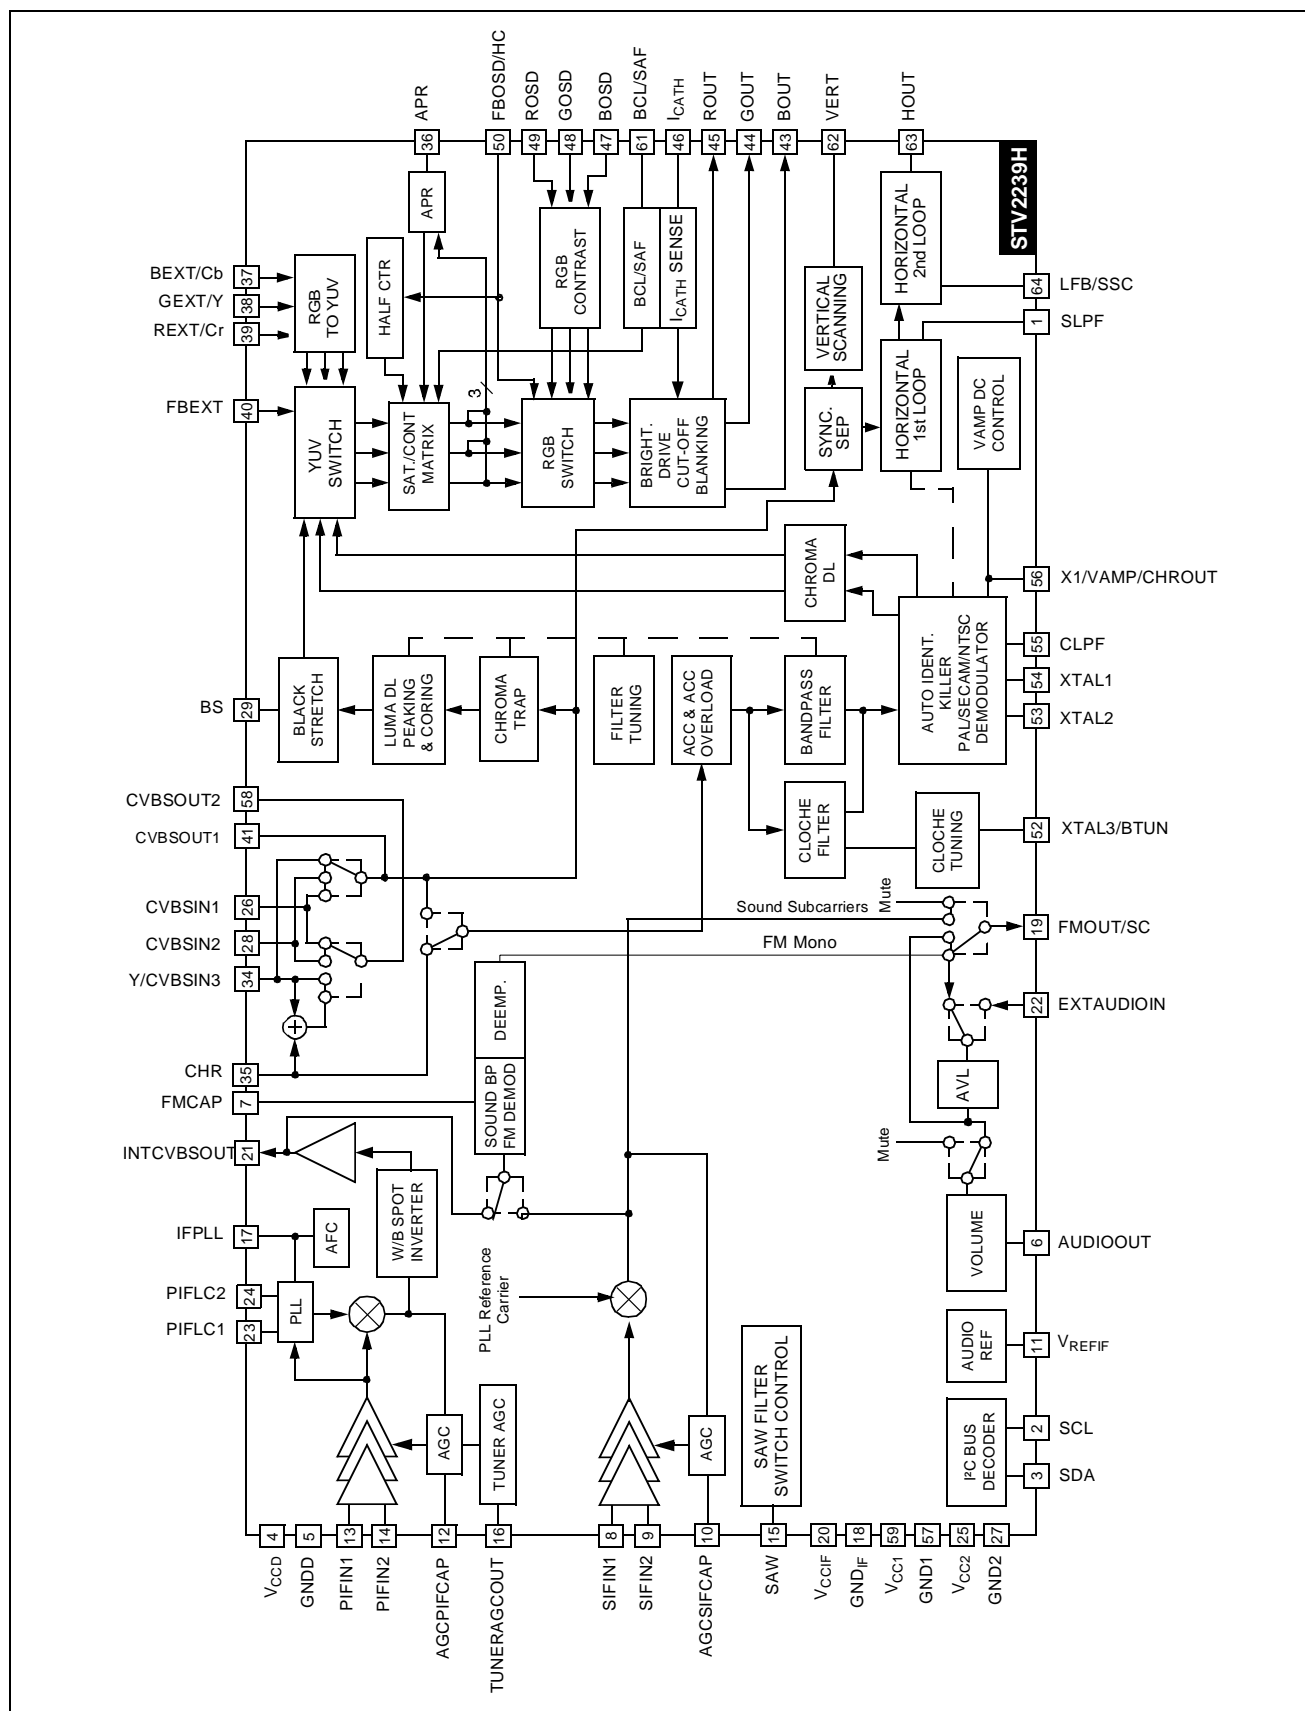 APR
FBOSD/HC
ROSD
GOSD
BOSD
BCL/SAF
ICATH
ROUT
GOUT
BOUT
VERT
HOUT
36
50
49
48
47
61
46
45
44
43
62
63
STV2239H
BEXT/Cb
37
GEXT/Y
38
REXT/Cr
39
FBEXT
40
RGB
TO YUV
HALF CTR
APR
RGB
CONTRAST
BCL/SAF
ICATH SENSE
VERTICAL
SCANNING
HORIZONTAL
2nd LOOP
64
LFB/SSC
1
SLPF
YUV
SWITCH
SAT./CONT
MATRIX
3
RGB
SWITCH
BRIGHT.
DRIVE
CUT-OFF
BLANKING
SYNC.
SEP
HORIZONTAL
1st LOOP
VAMP DC
CONTROL
CHROMA
DL
56
X1/VAMP/CHROUT
BS
29
BLACK
STRETCH
LUMA DL
PEAKING
& CORING
CHROMA
TRAP
FILTER
TUNING
ACC & ACC
OVERLOAD
BANDPASS
FILTER
AUTO IDENT.
KILLER
PAL/SECAM/NTSC
DEMODULATOR
55
CLPF
54
XTAL1
53
XTAL2
CVBSOUT2
58
CVBSOUT1
41
CLOCHE
FILTER
CLOCHE
TUNING
52
XTAL3/BTUN
CVBSIN1
26
CVBSIN2
28
Y/CVBSIN3
34
Sound Subcarriers
Mute
FM Mono
19
FMOUT/SC
22
EXTAUDIOIN
CHR
35
FMCAP
7
DEEMP.
SOUND BP
FM DEMOD
AVL
INTCVBSOUT
21
Mute
IFPLL
17
AFC
W/B SPOT
INVERTER
VOLUME
6
AUDIOOUT
PIFLC2
24
PIFLC1
23
PLL
PLL Reference
Carrier
AUDIO
REF
11
VREFIF
AGC
TUNER AGC
AGC
SAW FILTER
SWITCH CONTROL
I²C BUS
DECODER
2
SCL
3
SDA
4
5
13
14
12
16
8
9
10
15
20
18
59
57
25
27
VCCD
GNDD
PIFIN1
PIFIN2
AGCPIFCAP
TUNERAGCOUT
SIFIN1
SIFIN2
AGCSIFCAP
SAW
VCCIF
GNDIF
VCC1
GND1
VCC2
GND2